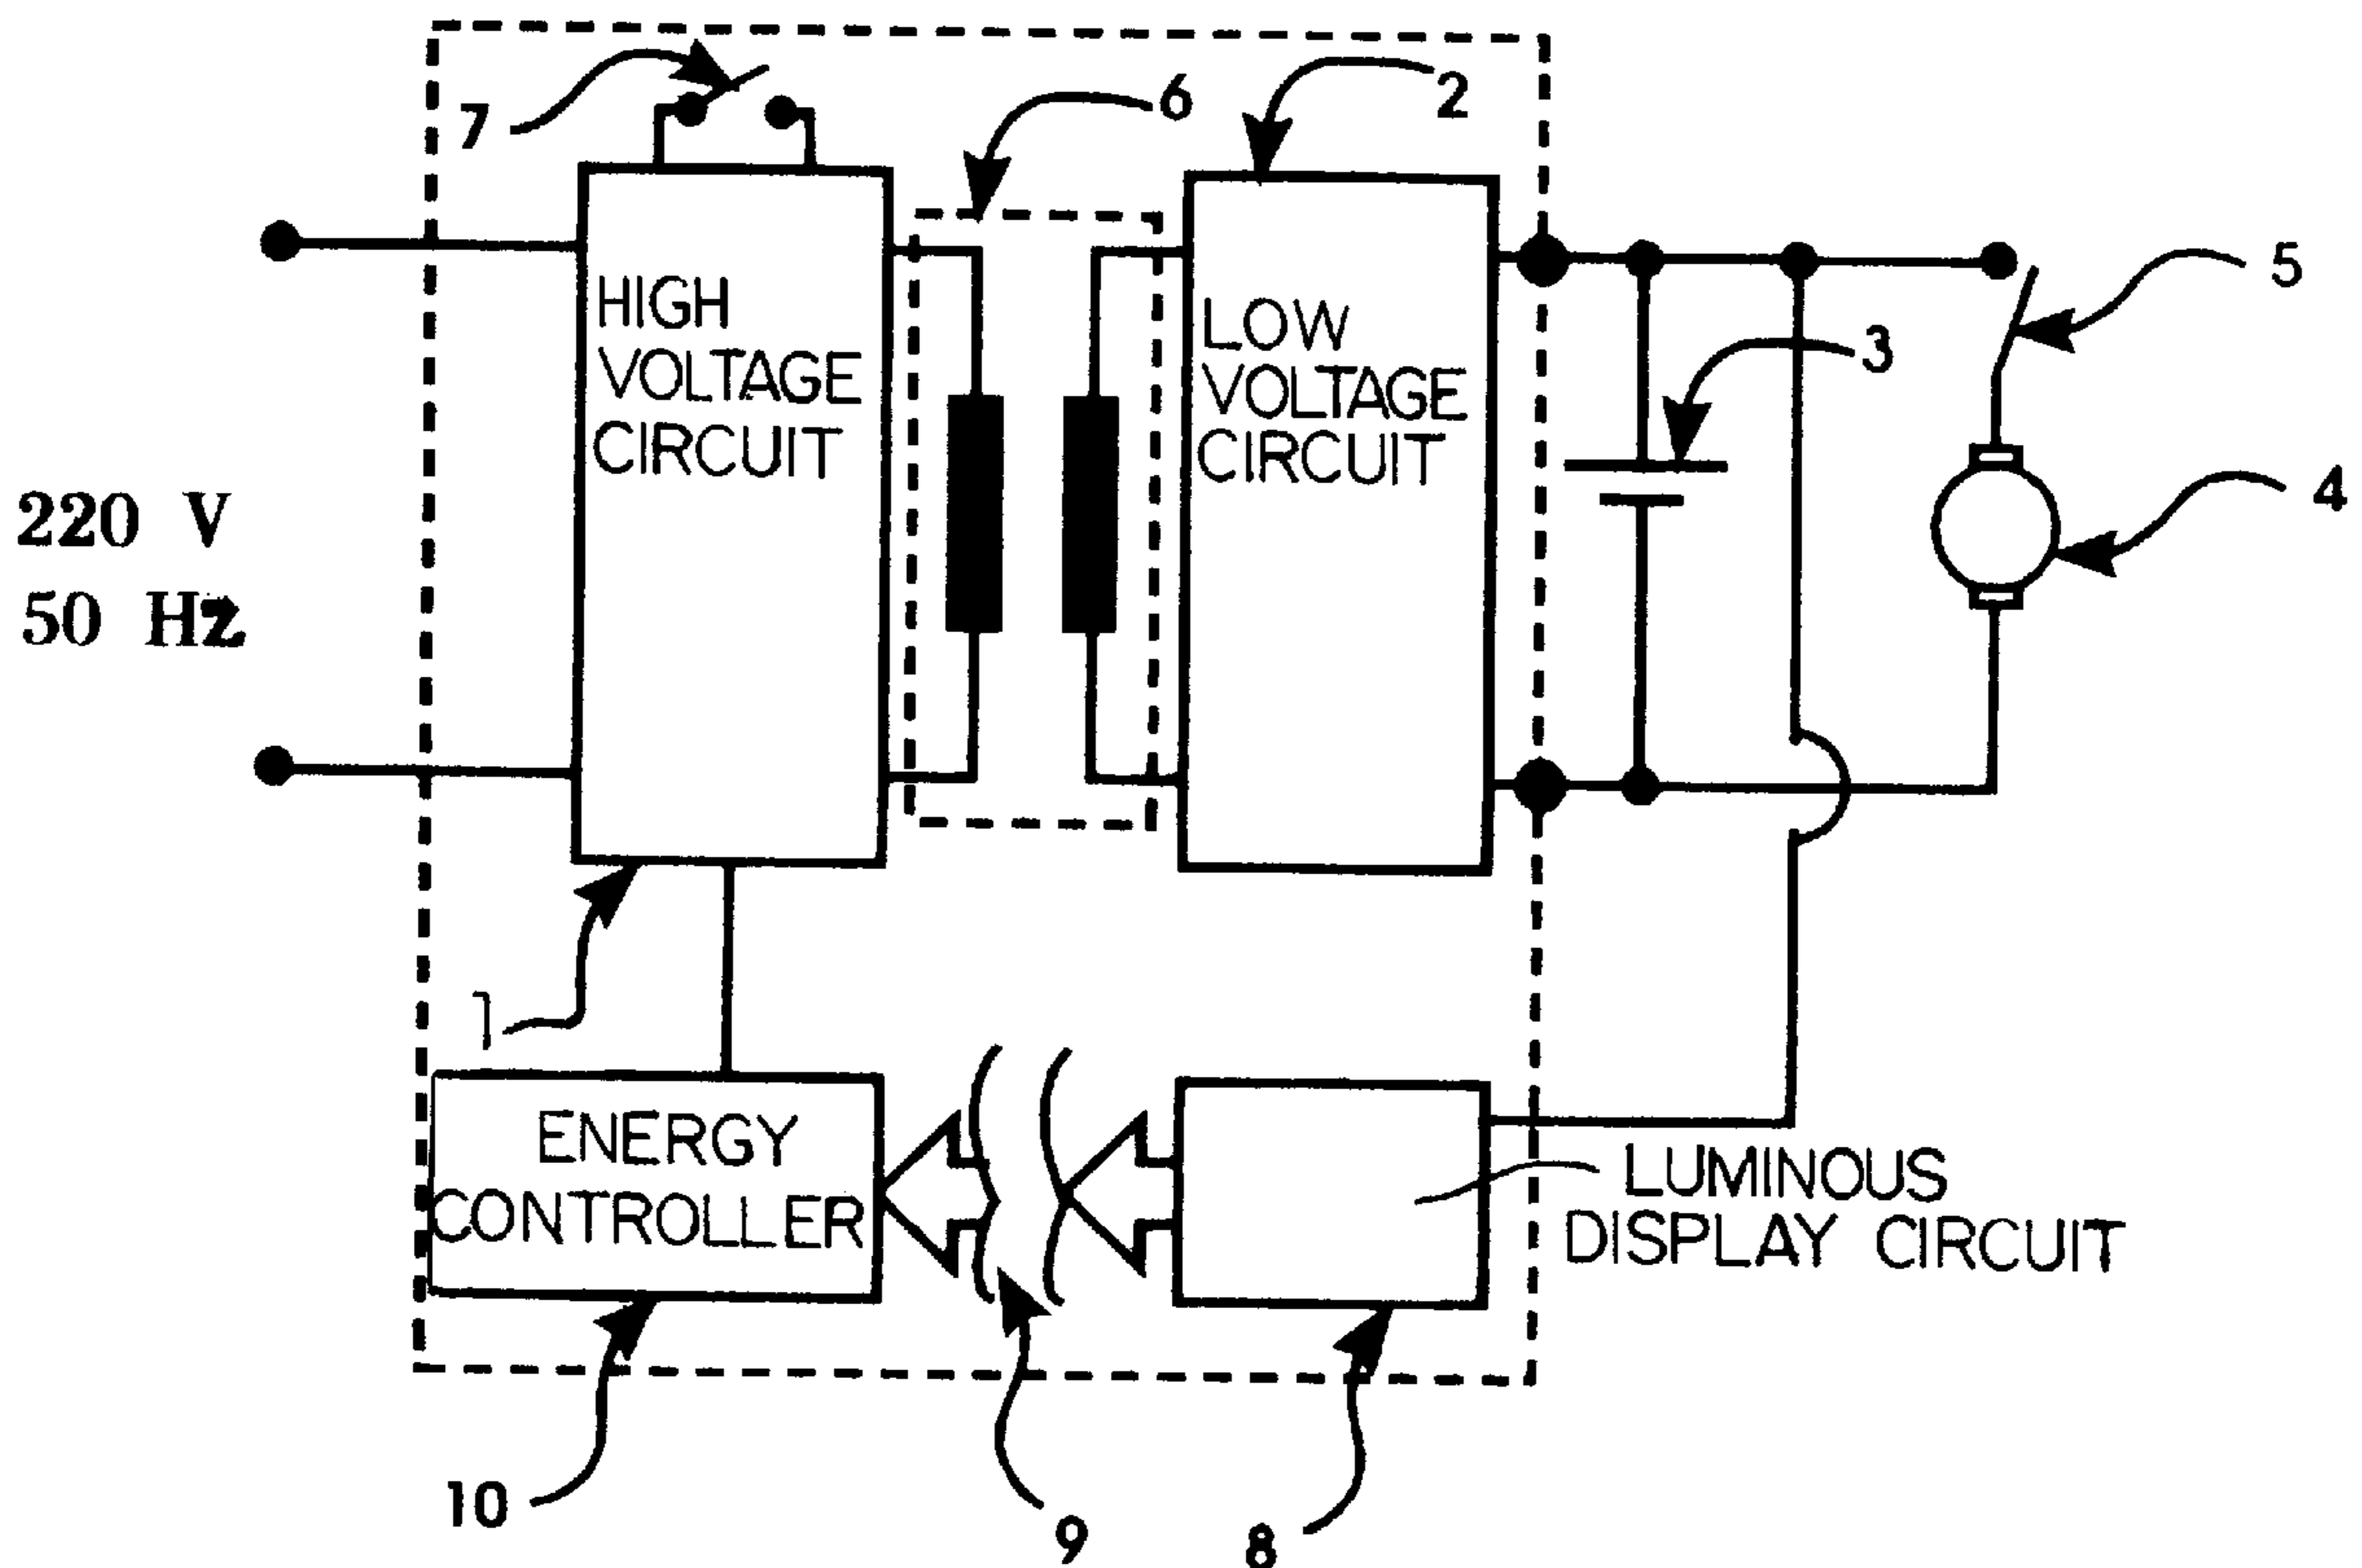 7
6
2
5
3
4
HIGH
VOLTAGE
CIRCUIT
LOW
VOLTAGE
CIRCUIT
220 V
50 Hz
1
ENERGY
CONTROLLER
LUMINOUS
DISPLAY CIRCUIT
10
9
8